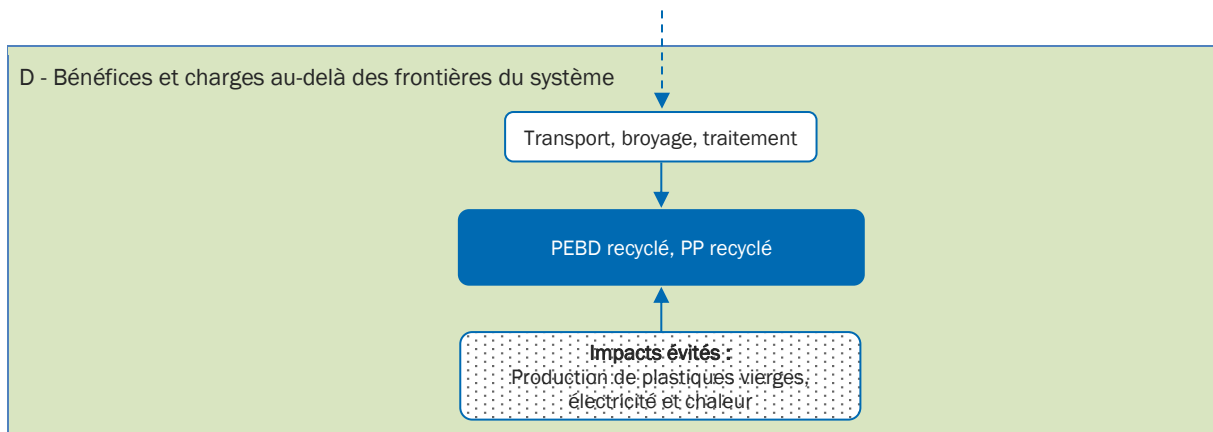 D - Bénéfices et charges au-delà des frontières du système
Transport, broyage, traitement
PEBD recyclé, PP recyclé
Impacts évités :
Production de plastiques vierges,
électricité et chaleur